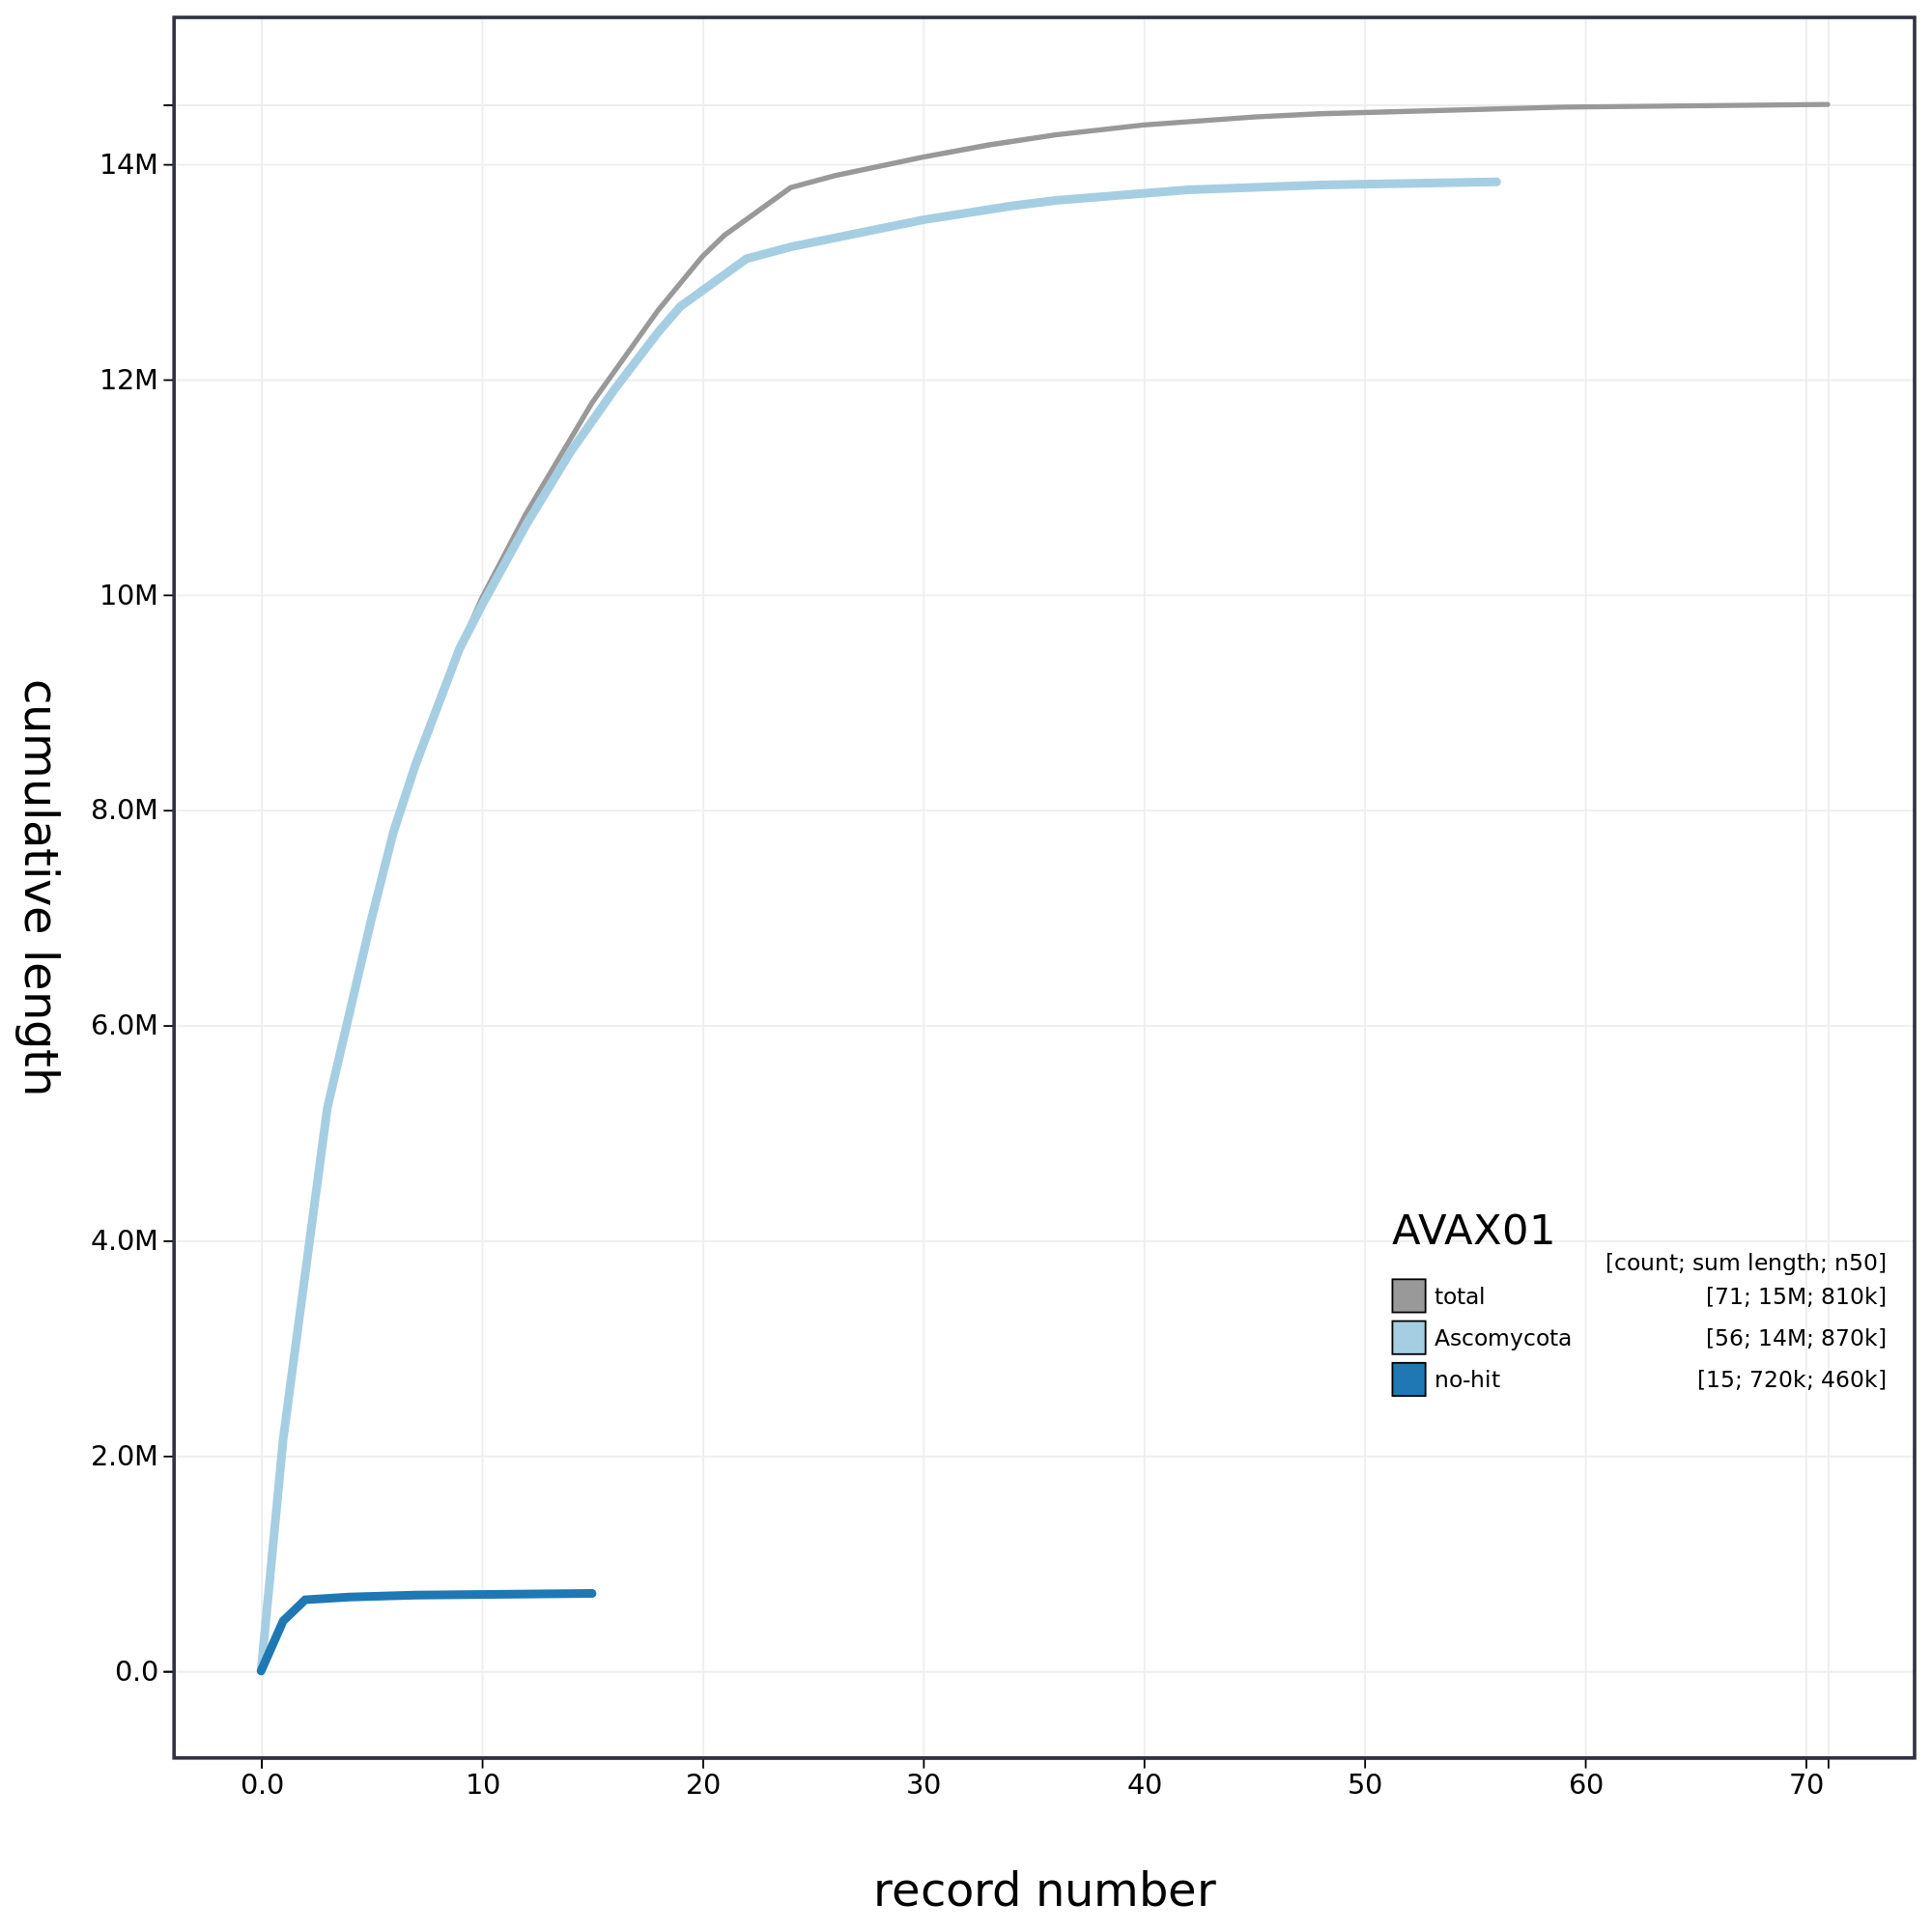 cumulative length
14M
12M
10M
8.0M
6.0M
4.0M
2.0M
0.0
AVAX01
[count; sum length; n50]
total [71; 15M; 810k]
Ascomycota [56; 14M; 870k]
no-hit [15; 720k; 460k]
0.0 10 20 30 40 50 60 70
record number